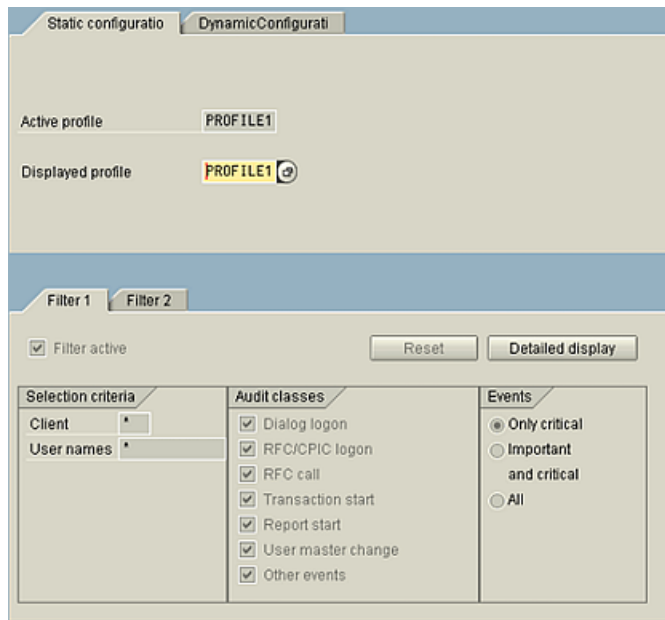 Static configuratio DynamicConfigurati
Active profile PROFILE1
Displayed profile PROFILE1
Filter 1 Filter 2
Filter active Reset Detailed display
Selection criteria Audit classes Events
Client * Dialog logon Only critical
User names * RFC/CPIC logon Important
RFC call and critical
Transaction start All
Report start
User master change
Other events